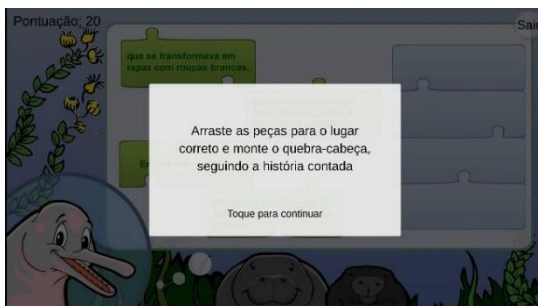 Pontuação: 20
Sair
que se transformava em
rapaz com roupas brancas.
Arraste as peças para o lugar
correto e monte o quebra-cabeça,
seguindo a história contada
Toque para continuar